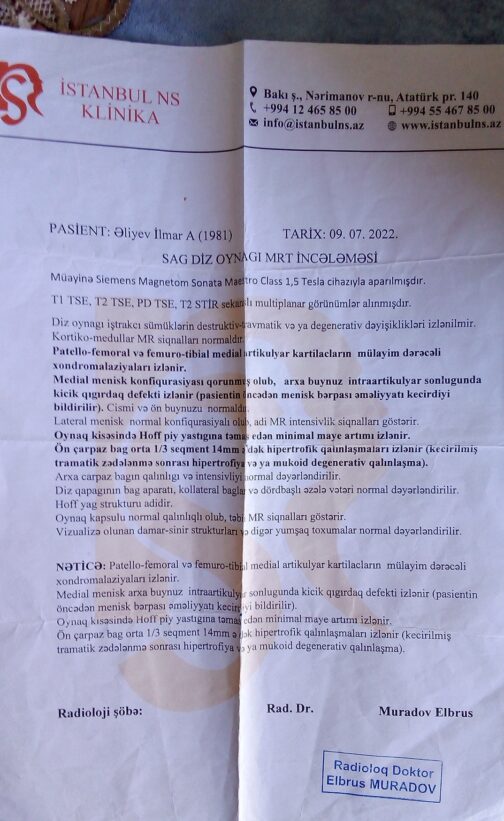 İSTANBUL NS
KLİNİKA
Bakı ş., Nərimanov r-nu, Atatürk pr. 140
+994 12 465 85 00 +994 55 467 85 00
info@istanbulns.az www.istanbulns.az
PASİENT: Əliyev İlmar A (1981) TARİX: 09. 07. 2022.
SAG DİZ OYNAGI MRT İNCƏLƏMƏSİ
Müayinə Siemens Magnetom Sonata Maestro Class 1,5 Tesla cihazıyla aparılmışdır.
T1 TSE, T2 TSE, PD TSE, T2 STİR sekanslı multiplanar görünümlər alınmışdır.
Diz oynagı iştrakcı sümüklərin destruktiv-travmatik və ya degenerativ dəyişiklikləri izlənilmir.
Kortiko-medullar MR siqnalları normaldır.
Patello-femoral və femuro-tibial medial artikulyar kartilacların mülayim dərəcəli
xondromalaziyaları izlənir.
Medial menisk konfiqurasiyası qorunmuş olub, arxa buynuz intraartikulyar sonlugunda
kicik qıgırdaq defekti izlənir (pasientin öncədən menisk bərpası əməliyyatı kecirdiyi
bildirilir). Cismi və ön buynuzu normaldır.
Lateral menisk normal konfiqurasiyalı olub, adi MR intensivlik siqnalları göstərir.
Oynaq kisəsində Hoff piy yastıgına təmas edən minimal maye artımı izlənir.
Ön çarpaz bag orta 1/3 seqment 14mm ədək hipertrofik qalınlaşmaları izlənir (kecirilmiş
tramatik zədələnmə sonrası hipertrofiya və ya mukoid degenerativ qalınlaşma).
Arxa carpaz bagın qalınlıgı və intensivliyi normal dəyərləndirilir.
Diz qapagının bag aparatı, kollateral baglar və dördbaşlı əzələ vətəri normal dəyərləndirilir.
Hoff yag strukturu adidir.
Oynaq kapsulu normal qalınlıqlı olub, təbii MR siqnalları göstərir.
Vizualizə olunan damar-sinir strukturları və digər yumşaq toxumalar normal dəyərləndirilir.
NƏTİCƏ: Patello-femoral və femuro-tibial medial artikulyar kartilacların mülayim dərəcəli
xondromalaziyaları izlənir.
Medial menisk arxa buynuz intraartikulyar sonlugunda kicik qıgırdaq defekti izlənir (pasientin
öncədən menisk bərpası əməliyyatı kecirdiyi bildirilir).
Oynaq kisəsində Hoff piy yastıgına təmas edən minimal maye artımı izlənir.
Ön çarpaz bag orta 1/3 seqment 14mm ədək hipertrofik qalınlaşmaları izlənir (kecirilmiş
tramatik zədələnmə sonrası hipertrofiya və ya mukoid degenerativ qalınlaşma).
Radioloji şöbə: Rad. Dr. Muradov Elbrus
Radioloq Doktor
Elbrus MURADOV